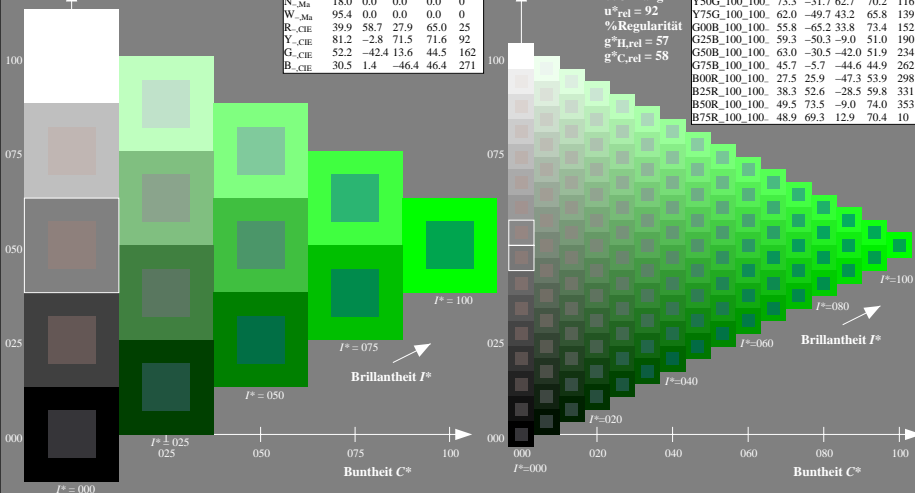 N–,Ma 18.0 0.0 0.0 0.0 0
W–,Ma 95.4 0.0 0.0 0.0 0
R–,CIE 39.9 58.7 27.9 65.0 25
Y–,CIE 81.2 –2.8 71.5 71.6 92
G–,CIE 52.2 –42.4 13.6 44.5 162
B–,CIE 30.5 1.4 –46.4 46.4 271
100
075
050
025
000
I* = 100
I* = 075
I* = 050
I* = 025
I* = 000
Brillantheit I*
025 050 075 100
Buntheit C*
u*rel = 92
%Regularität
g*H,rel = 57
g*C,rel = 58
Y50G_100_100– 73.3 –31.7 62.7 70.2 116
Y75G_100_100– 62.0 –49.7 43.2 65.8 139
G00B_100_100– 55.8 –65.2 33.8 73.4 152
G25B_100_100– 59.3 –50.3 –9.0 51.0 190
G50B_100_100– 63.0 –30.5 –42.0 51.9 234
G75B_100_100– 45.7 –5.7 –44.6 44.9 262
B00R_100_100– 27.5 25.9 –47.3 53.9 298
B25R_100_100– 38.3 52.6 –28.5 59.8 331
B50R_100_100– 49.5 73.5 –9.0 74.0 353
B75R_100_100– 48.9 69.3 12.9 70.4 10
100
075
050
025
000
I*=100
I*=080
I*=060
I*=040
I*=020
I*=000
Brillantheit I*
000 020 040 060 080 100
Buntheit C*